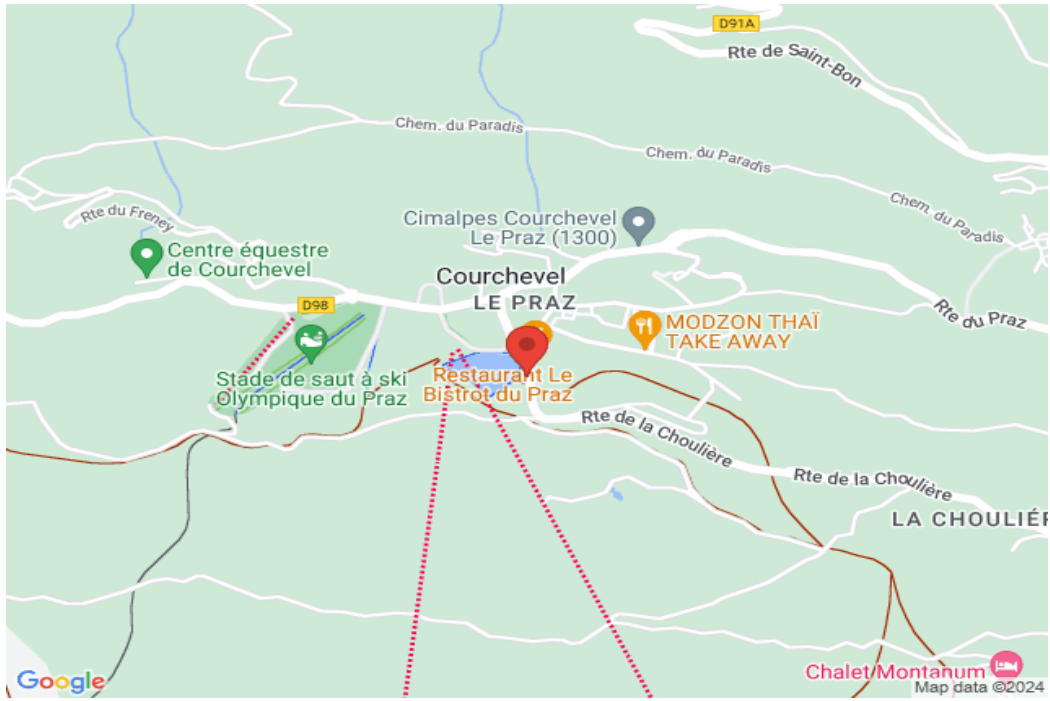 D91A
Rte de Saint-Bon
Chem. du Paradis
Chem. du Paradis
Chem. du Paradis
Rte du Freney
Cimalpes Courchevel
Le Praz (1300)
Centre équestre
de Courchevel
Courchevel
LE PRAZ
D98
Rte du Praz
MODZON THAÏ
TAKE AWAY
Stade de saut à ski
Olympique du Praz
Restaurant Le
Bistrot du Praz
Rte de la Choulière
Rte de la Choulière
LA CHOULIÉR
Chalet Montanum
Google
Map data ©2024